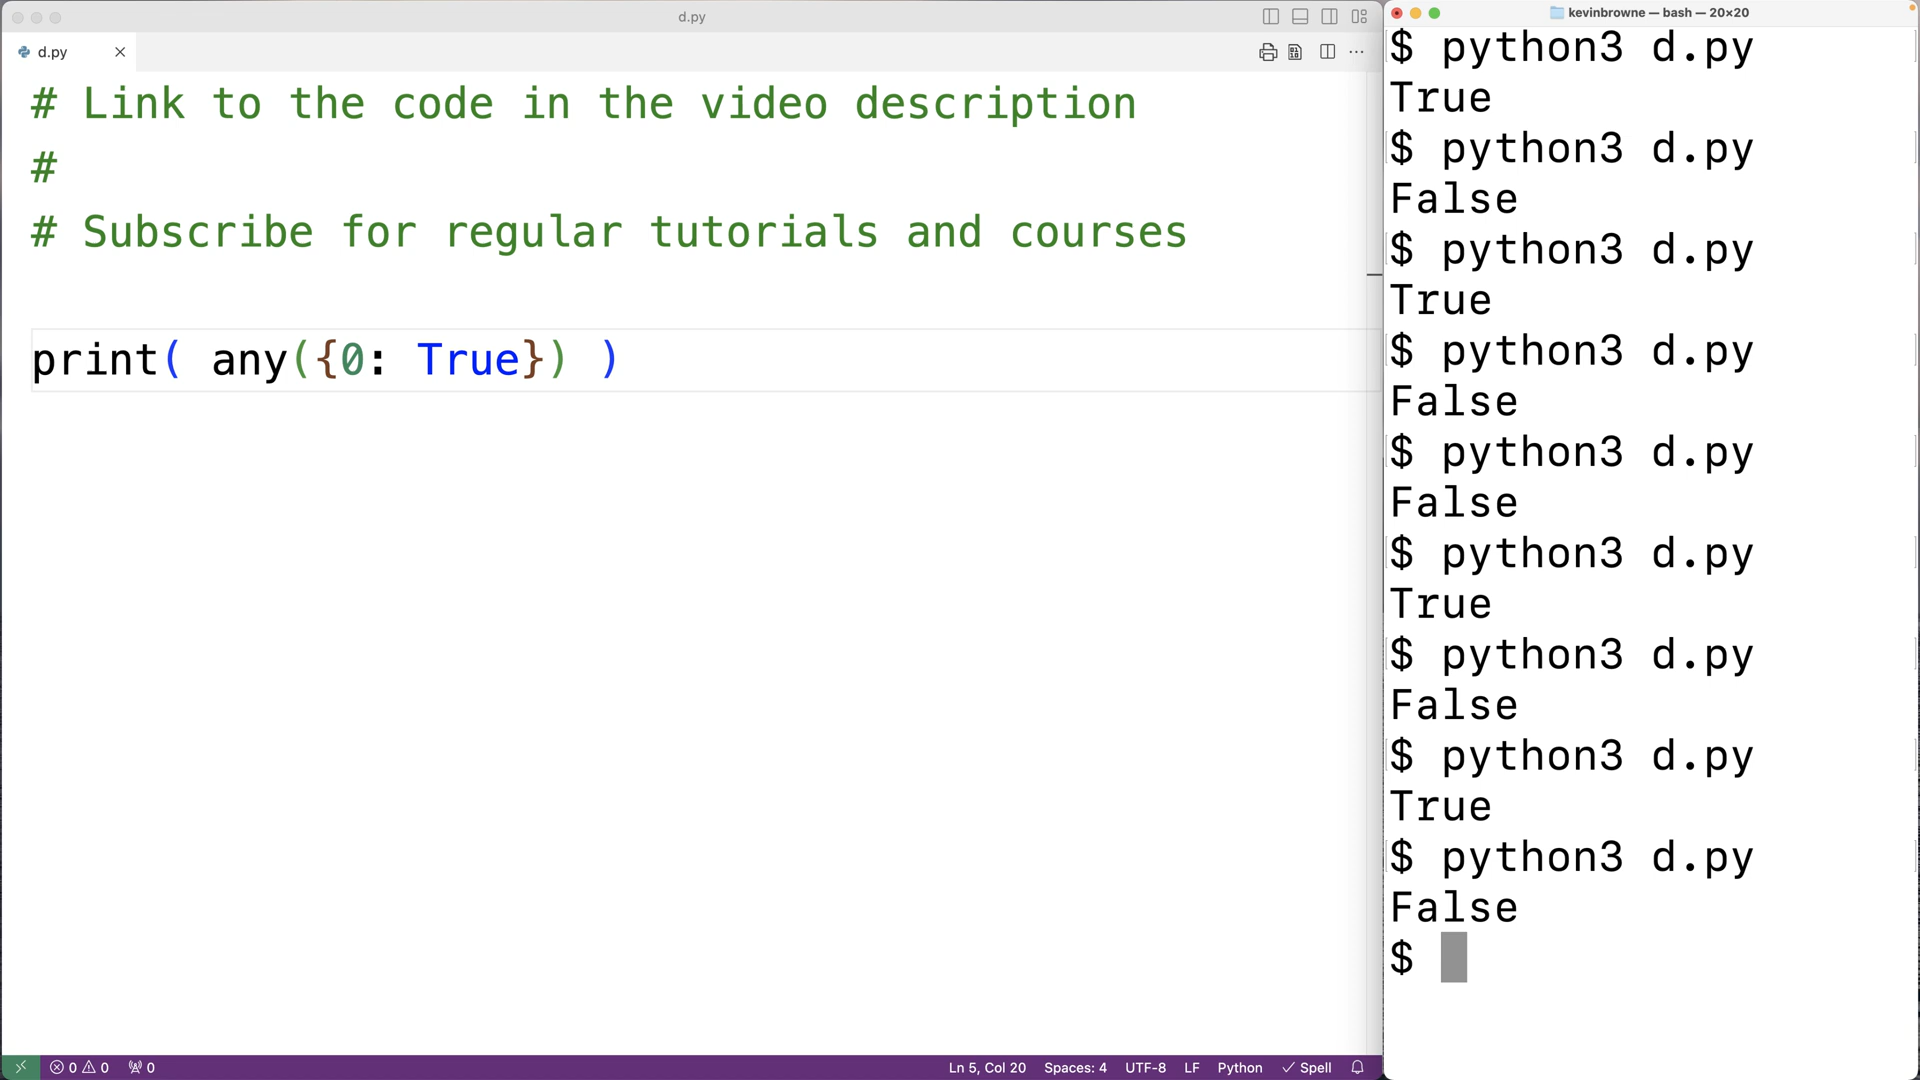 d.py
d.py
# Link to the code in the video description
#
# Subscribe for regular tutorials and courses
print( any({0: True}) )
0 0 0
Ln 5, Col 20 Spaces: 4 UTF-8 LF Python Spell
kevinbrowne — bash — 20×20
$ python3 d.py
True
$ python3 d.py
False
$ python3 d.py
True
$ python3 d.py
False
$ python3 d.py
False
$ python3 d.py
True
$ python3 d.py
False
$ python3 d.py
True
$ python3 d.py
False
$